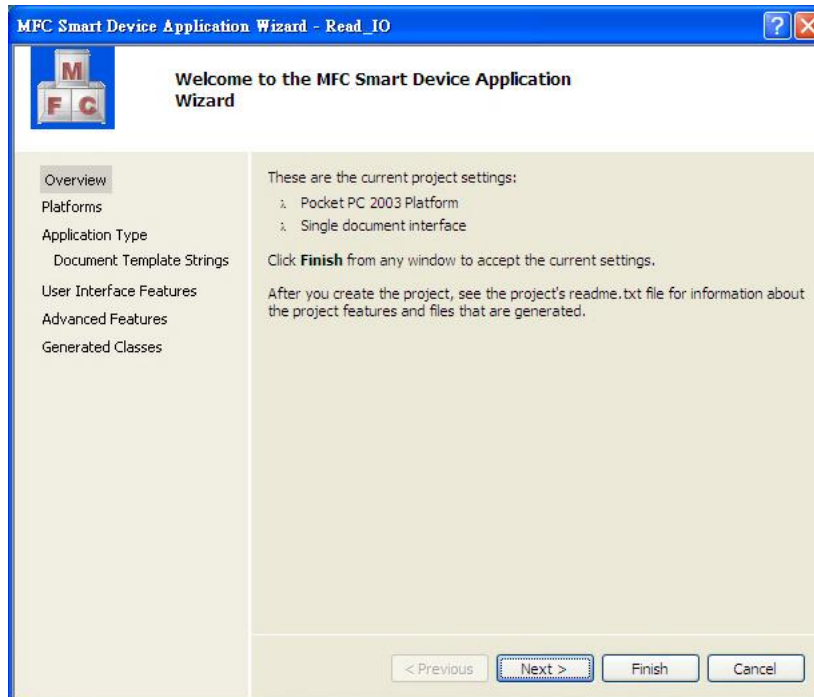 MFC Smart Device Application Wizard - Read_IO
?
M
F C
Welcome to the MFC Smart Device Application
Wizard
Overview
Platforms
Application Type
Document Template Strings
User Interface Features
Advanced Features
Generated Classes
These are the current project settings:
λ Pocket PC 2003 Platform
λ Single document interface
Click Finish from any window to accept the current settings.
After you create the project, see the project's readme.txt file for information about
the project features and files that are generated.
< Previous
Next >
Finish
Cancel